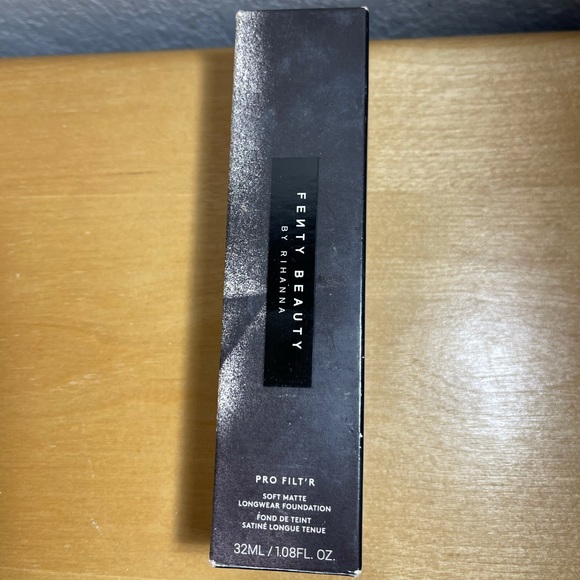 FEИTY BEAUTY
BY RIHANNA
PRO FILT'R
SOFT MATTE
LONGWEAR FOUNDATION
FOND DE TEINT
SATINÉ LONGUE TENUE
32ML / 1.08FL. OZ.